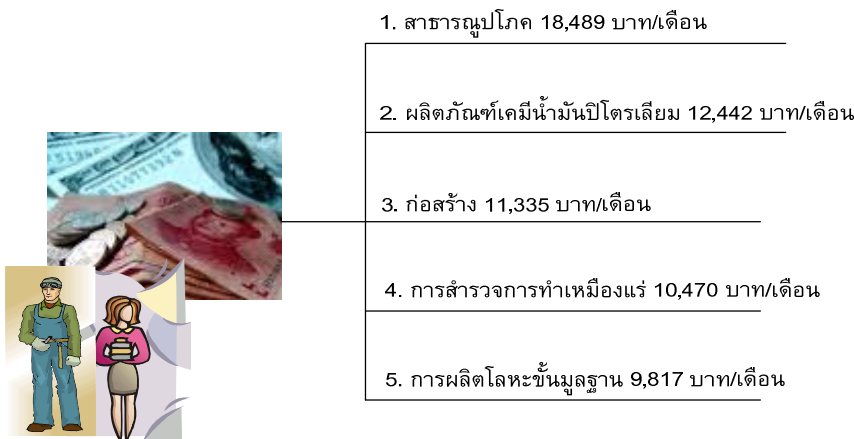 1. สาธารณูปโภค 18,489 บาท/เดือน
2. ผลิตภัณฑ์เคมีน้ำมันปิโตรเลียม 12,442 บาท/เดือน
3. ก่อสร้าง 11,335 บาท/เดือน
4. การสำรวจการทำเหมืองแร่ 10,470 บาท/เดือน
5. การผลิตโลหะขั้นมูลฐาน 9,817 บาท/เดือน